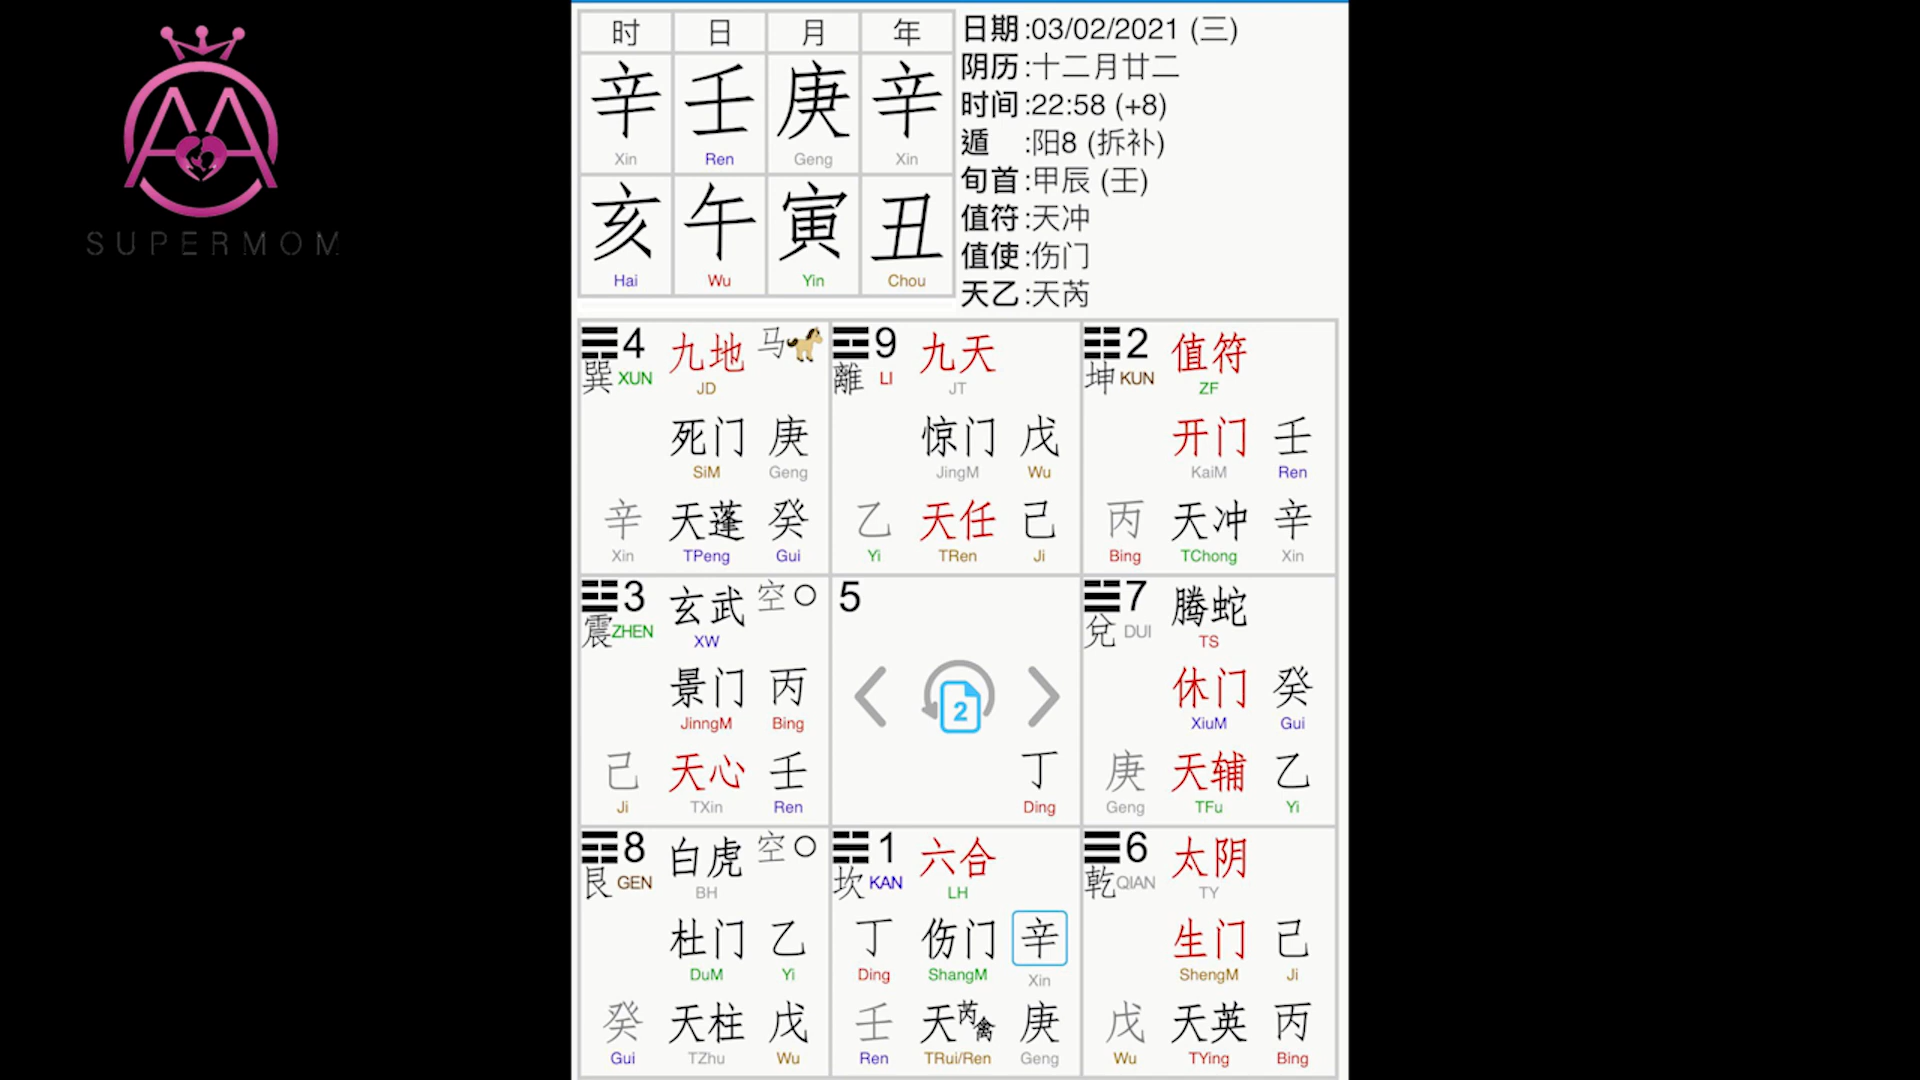 SUPERMOM
时 日 月 年
辛 壬 庚 辛
Xin Ren Geng Xin
亥 午 寅 丑
Hai Wu Yin Chou
日期:03/02/2021 (三)
阴历:十二月廿二
时间:22:58 (+8)
遁 :阳8 (拆补)
旬首:甲辰 (壬)
值符:天冲
值使:伤门
天乙:天芮
4 九地 马
巽 XUN JD
死门 庚
SiM Geng
辛 天蓬 癸
Xin TPeng Gui
9 九天
離 LI JT
惊门 戊
JingM Wu
乙 天任 己
Yi TRen Ji
2 值符
坤 KUN ZF
开门 壬
KaiM Ren
丙 天冲 辛
Bing TChong Xin
3 玄武 空
震 ZHEN XW
景门 丙
JinngM Bing
己 天心 壬
Ji TXin Ren
5
2
丁
Ding
7 腾蛇
兌 DUI TS
休门 癸
XiuM Gui
庚 天辅 乙
Geng TFu Yi
8 白虎 空
艮 GEN BH
杜门 乙
DuM Yi
癸 天柱 戊
Gui TZhu Wu
1 六合
坎 KAN LH
丁 伤门 辛
Ding ShangM Xin
壬 天芮禽 庚
Ren TRui/Ren Geng
6 太阴
乾 QIAN TY
生门 己
ShengM Ji
戊 天英 丙
Wu TYing Bing